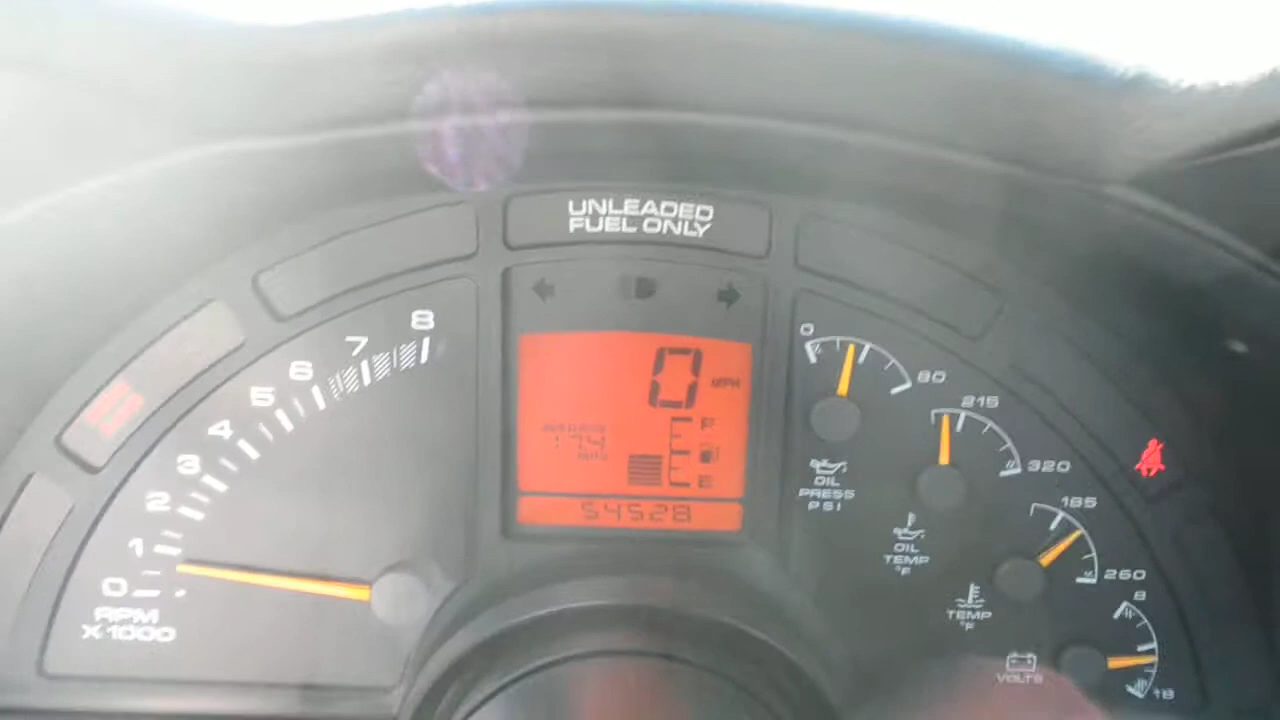 UNLEADED
FUEL ONLY
8
7
6
5
4
3
2
1
0
RPM
X 1000
0
MPH
F
E
54528
0
80
OIL
PRESS
PSI
215
320
OIL
TEMP
°F
185
260
TEMP
°F
8
18
VOLTS